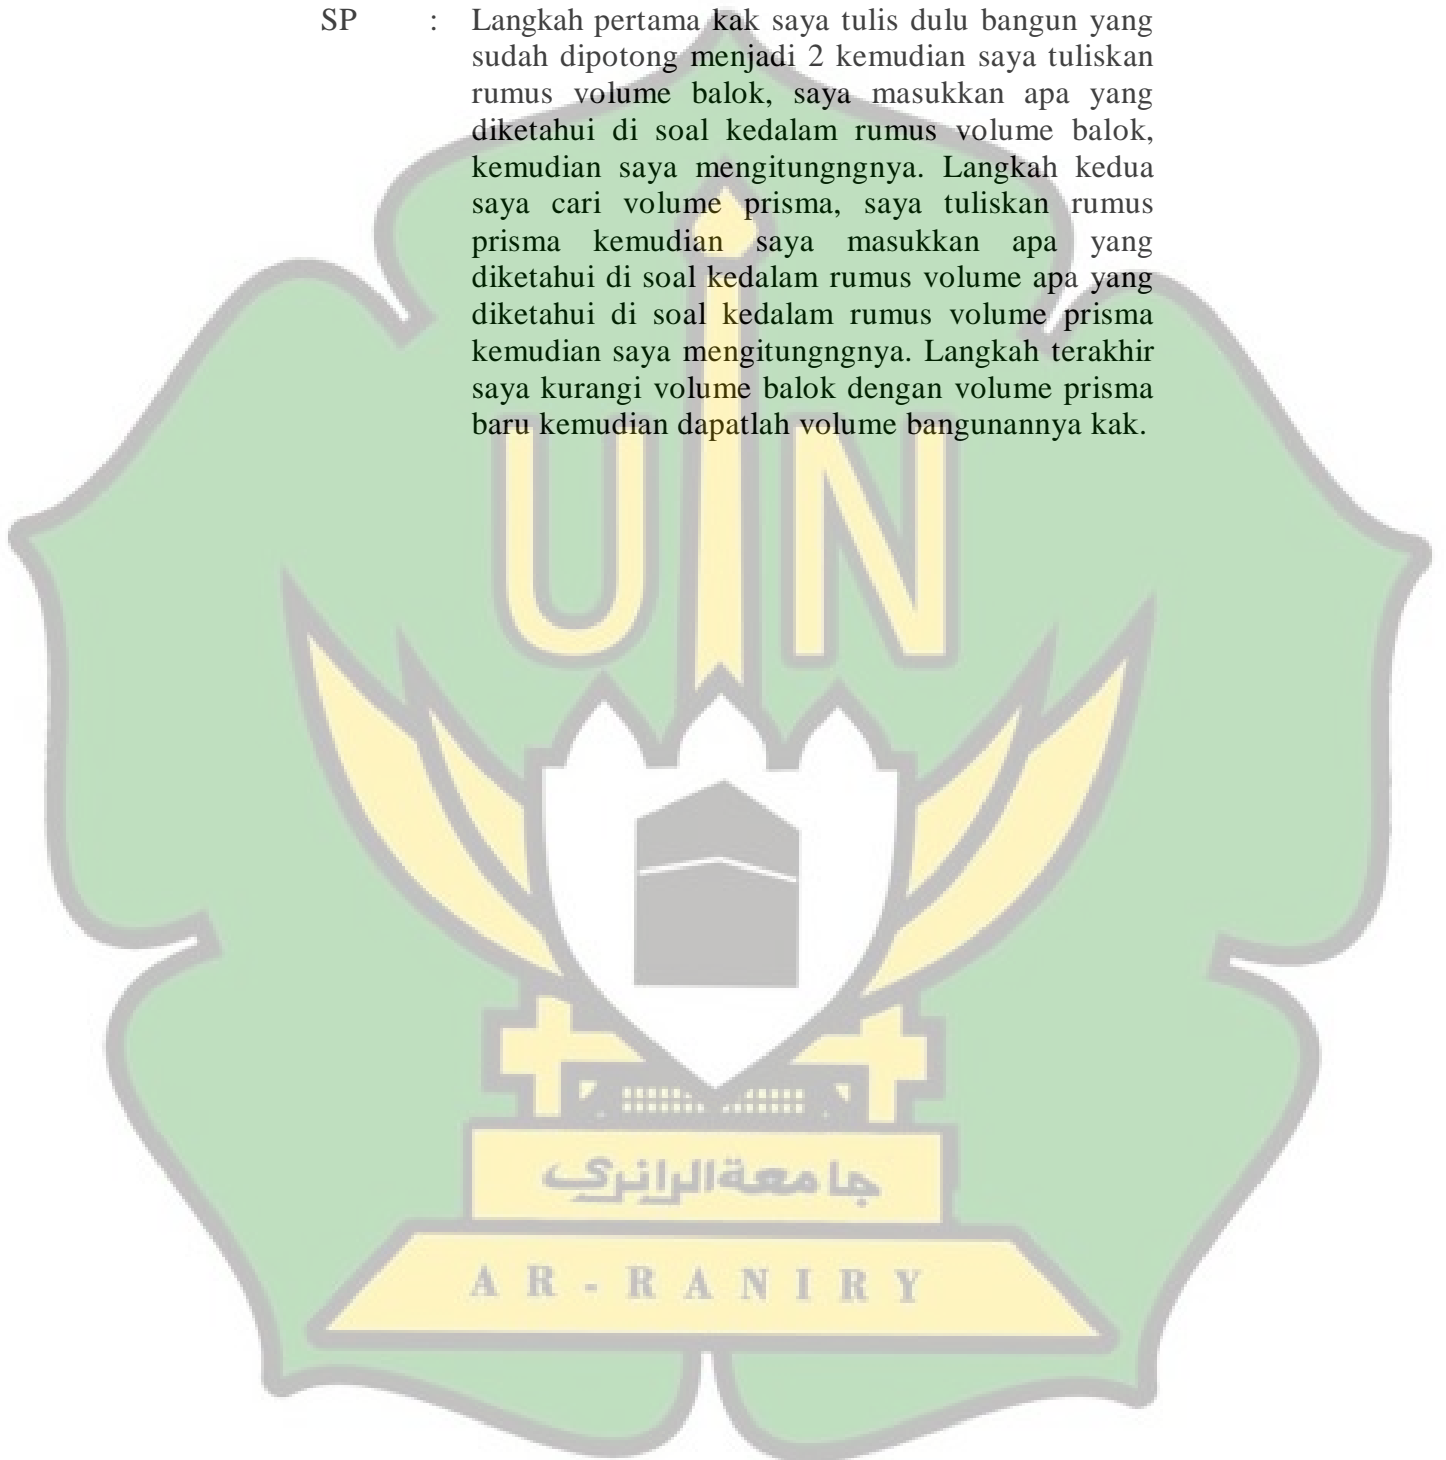 SP : Langkah pertama kak saya tulis dulu bangun yang
sudah dipotong menjadi 2 kemudian saya tuliskan
rumus volume balok, saya masukkan apa yang
diketahui di soal kedalam rumus volume balok,
kemudian saya mengitungngnya. Langkah kedua
saya cari volume prisma, saya tuliskan rumus
prisma kemudian saya masukkan apa yang
diketahui di soal kedalam rumus volume apa yang
diketahui di soal kedalam rumus volume prisma
kemudian saya mengitungngnya. Langkah terakhir
saya kurangi volume balok dengan volume prisma
baru kemudian dapatlah volume bangunannya kak.
UIN
جامعة الرانري
AR-RANIRY